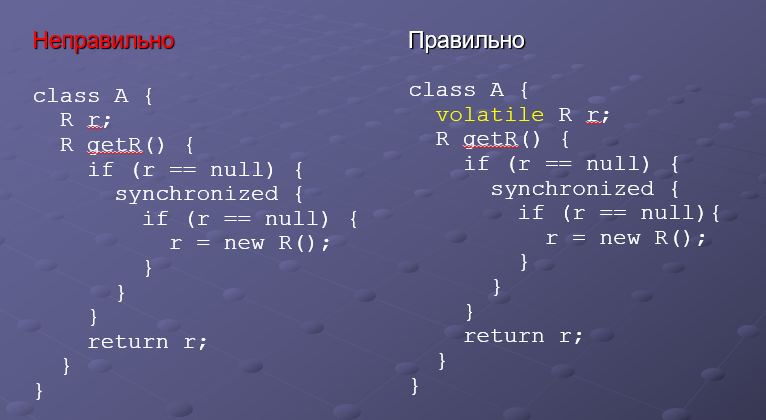 Неправильно
class A {
  R r;
  R getR() {
    if (r == null) {
      synchronized {
        if (r == null) {
          r = new R();
        }
      }
    }
    return r;
  }
}
Правильно
class A {
  volatile R r;
  R getR() {
    if (r == null) {
      synchronized {
        if (r == null){
          r = new R();
        }
      }
    }
    return r;
  }
}